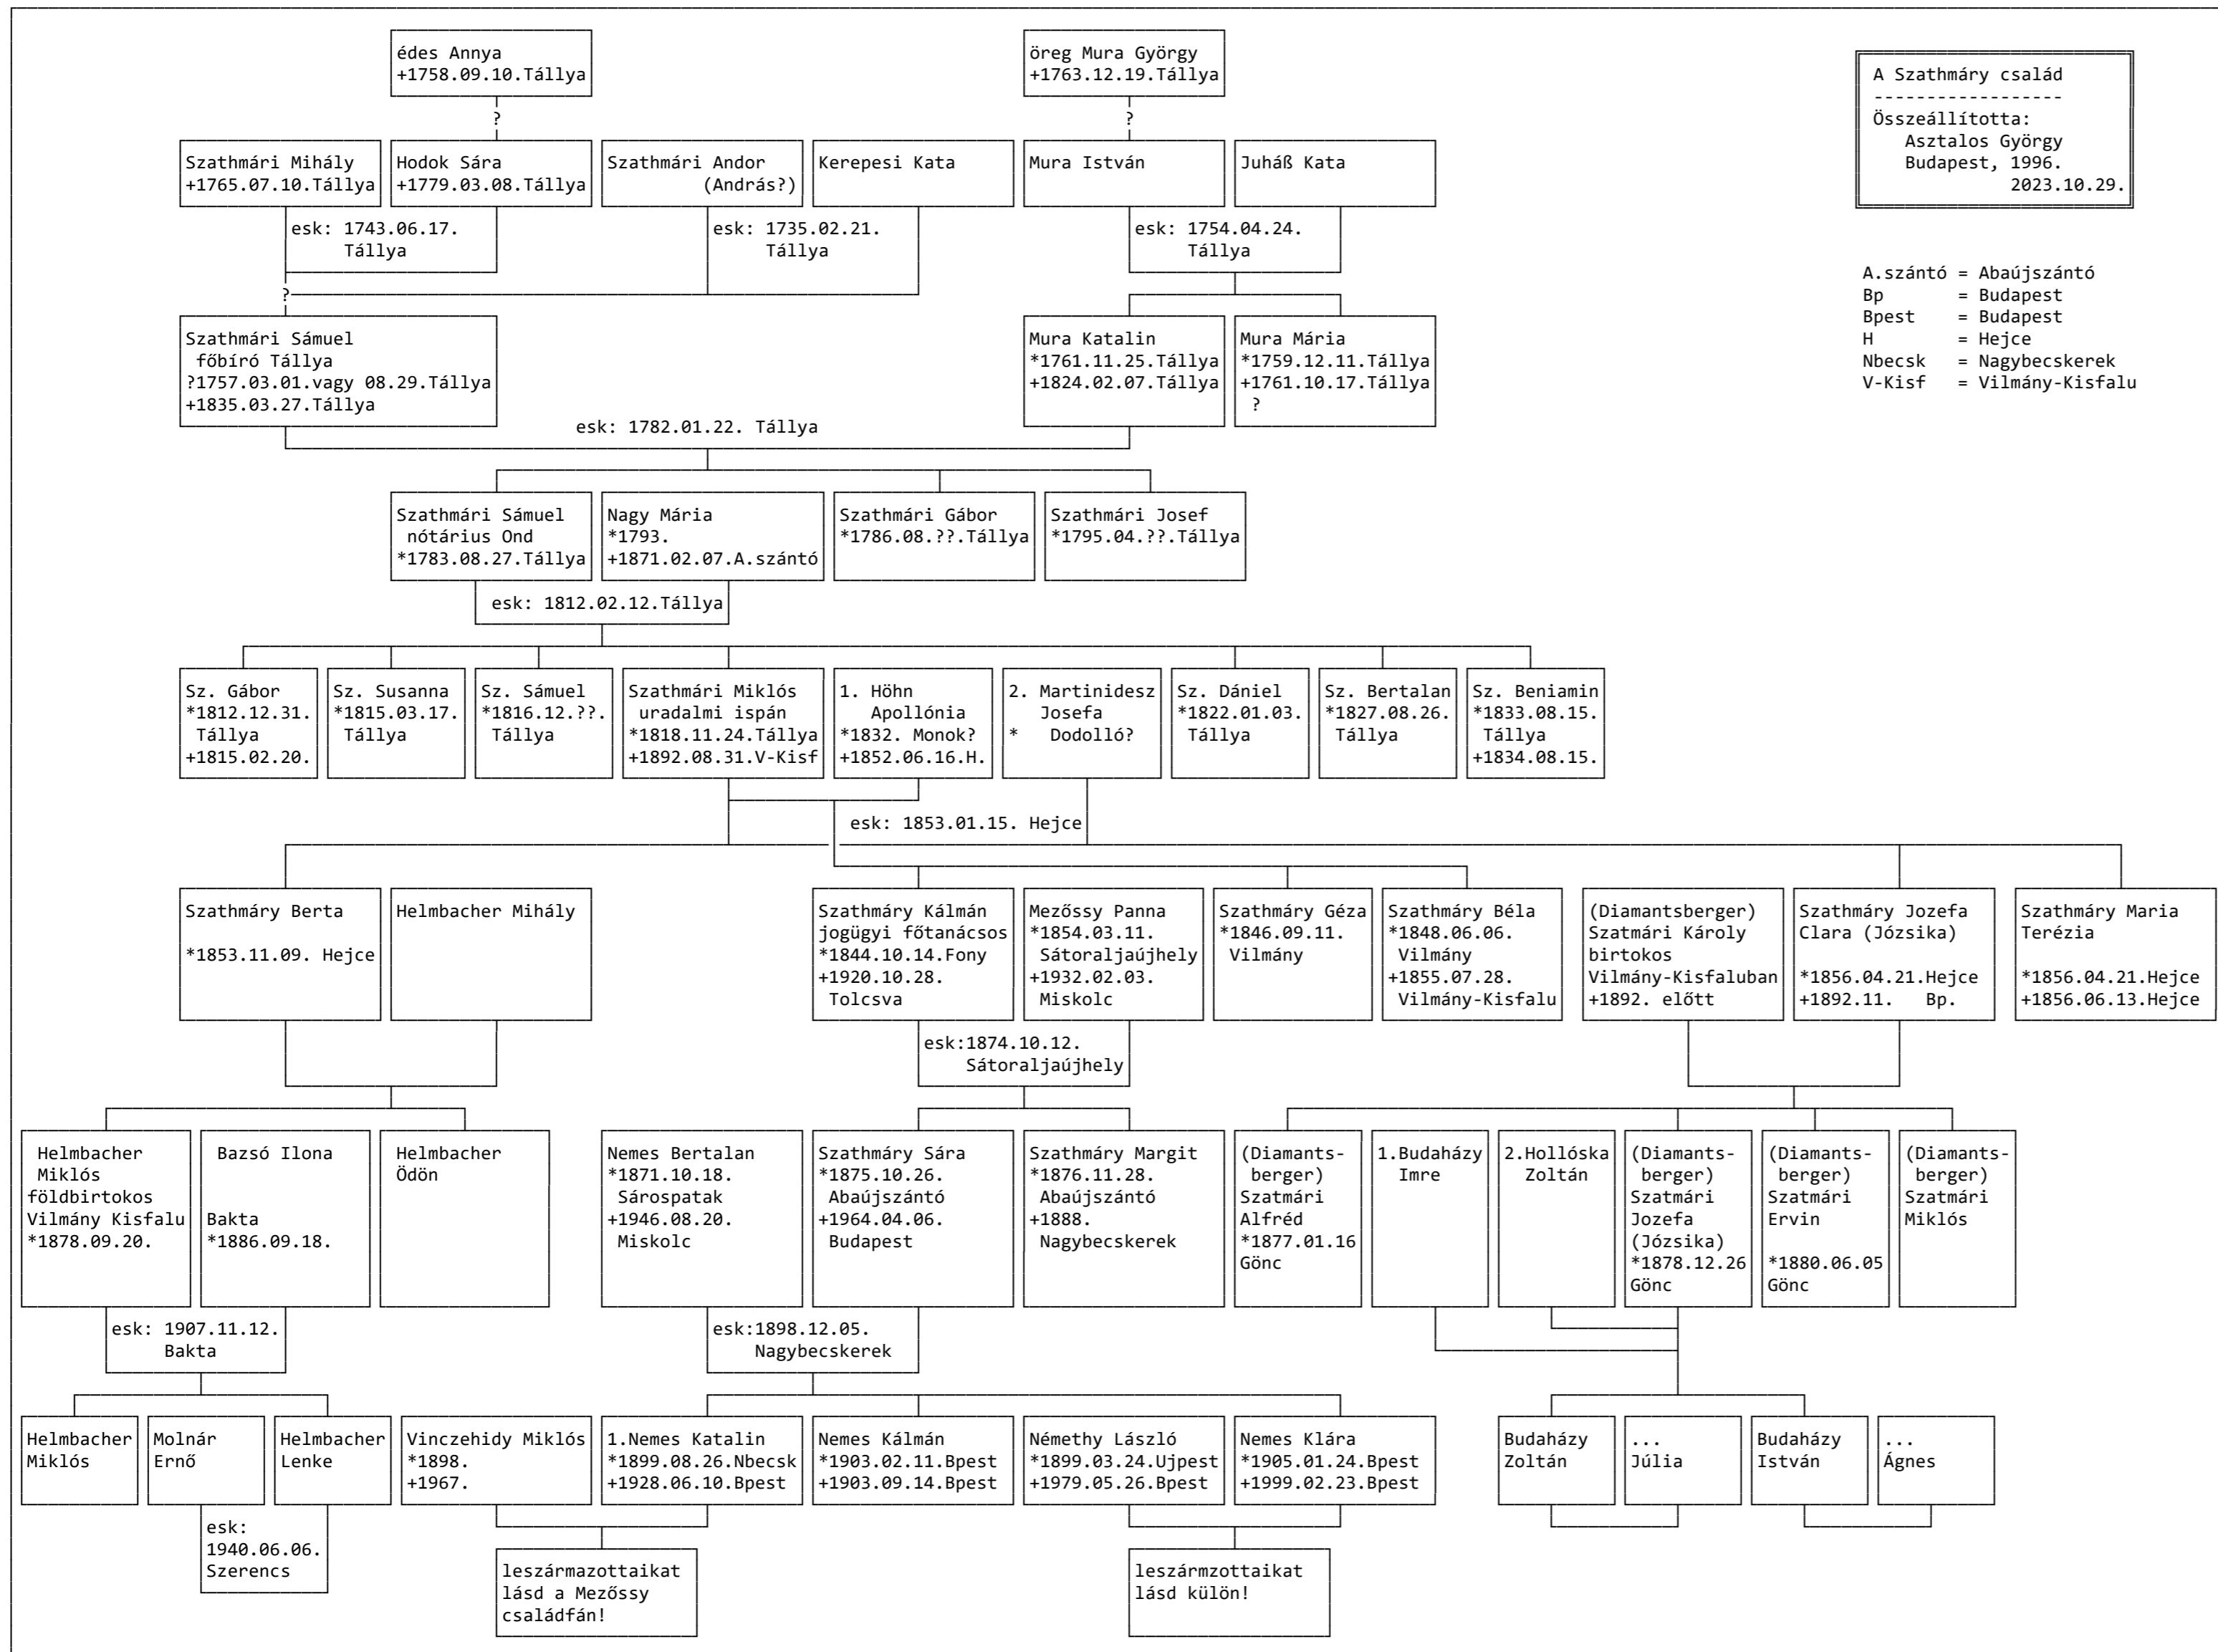 édes Annya
+1758.09.10.Tállya
?
öreg Mura György
+1763.12.19.Tállya
?
A Szathmáry család
------------------
Összeállította:
Asztalos György
Budapest, 1996.
2023.10.29.
Szathmári Mihály
+1765.07.10.Tállya
Hodok Sára
+1779.03.08.Tállya
Szathmári Andor
(András?)
Kerepesi Kata
Mura István
Juháß Kata
esk: 1743.06.17.
Tállya
esk: 1735.02.21.
Tállya
esk: 1754.04.24.
Tállya
?
A.szántó = Abaújszántó
Bp = Budapest
Bpest = Budapest
H = Hejce
Nbecsk = Nagybecskerek
V-Kisf = Vilmány-Kisfalu
Szathmári Sámuel
főbíró Tállya
?1757.03.01.vagy 08.29.Tállya
+1835.03.27.Tállya
Mura Katalin
*1761.11.25.Tállya
+1824.02.07.Tállya
Mura Mária
*1759.12.11.Tállya
+1761.10.17.Tállya
?
esk: 1782.01.22. Tállya
Szathmári Sámuel
nótárius Ond
*1783.08.27.Tállya
Nagy Mária
*1793.
+1871.02.07.A.szántó
Szathmári Gábor
*1786.08.??.Tállya
Szathmári Josef
*1795.04.??.Tállya
esk: 1812.02.12.Tállya
Sz. Gábor
*1812.12.31.
Tállya
+1815.02.20.
Sz. Susanna
*1815.03.17.
Tállya
Sz. Sámuel
*1816.12.??.
Tállya
Szathmári Miklós
uradalmi ispán
*1818.11.24.Tállya
+1892.08.31.V-Kisf
1. Höhn
Apollónia
*1832. Monok?
+1852.06.16.H.
2. Martinidesz
Josefa
* Dodolló?
Sz. Dániel
*1822.01.03.
Tállya
Sz. Bertalan
*1827.08.26.
Tállya
Sz. Beniamin
*1833.08.15.
Tállya
+1834.08.15.
esk: 1853.01.15. Hejce
Szathmáry Berta
*1853.11.09. Hejce
Helmbacher Mihály
Szathmáry Kálmán
jogügyi főtanácsos
*1844.10.14.Fony
+1920.10.28.
Tolcsva
Mezőssy Panna
*1854.03.11.
Sátoraljaújhely
+1932.02.03.
Miskolc
Szathmáry Géza
*1846.09.11.
Vilmány
Szathmáry Béla
*1848.06.06.
Vilmány
+1855.07.28.
Vilmány-Kisfalu
(Diamantsberger)
Szatmári Károly
birtokos
Vilmány-Kisfaluban
+1892. előtt
Szathmáry Jozefa
Clara (Józsika)
*1856.04.21.Hejce
+1892.11. Bp.
Szathmáry Maria
Terézia
*1856.04.21.Hejce
+1856.06.13.Hejce
esk:1874.10.12.
Sátoraljaújhely
Helmbacher
Miklós
földbirtokos
Vilmány Kisfalu
*1878.09.20.
Bazsó Ilona
Bakta
*1886.09.18.
Helmbacher
Ödön
Nemes Bertalan
*1871.10.18.
Sárospatak
+1946.08.20.
Miskolc
Szathmáry Sára
*1875.10.26.
Abaújszántó
+1964.04.06.
Budapest
Szathmáry Margit
*1876.11.28.
Abaújszántó
+1888.
Nagybecskerek
(Diamants-
berger)
Szatmári
Alfréd
*1877.01.16
Gönc
1.Budaházy
Imre
2.Hollóska
Zoltán
(Diamants-
berger)
Szatmári
Jozefa
(Józsika)
*1878.12.26
Gönc
(Diamants-
berger)
Szatmári
Ervin
*1880.06.05
Gönc
(Diamants-
berger)
Szatmári
Miklós
esk: 1907.11.12.
Bakta
esk:1898.12.05.
Nagybecskerek
Helmbacher
Miklós
Molnár
Ernő
Helmbacher
Lenke
Vinczehidy Miklós
*1898.
+1967.
1.Nemes Katalin
*1899.08.26.Nbecsk
+1928.06.10.Bpest
Nemes Kálmán
*1903.02.11.Bpest
+1903.09.14.Bpest
Némethy László
*1899.03.24.Ujpest
+1979.05.26.Bpest
Nemes Klára
*1905.01.24.Bpest
+1999.02.23.Bpest
Budaházy
Zoltán
...
Júlia
Budaházy
István
...
Ágnes
esk:
1940.06.06.
Szerencs
leszármazottaikat
lásd a Mezőssy
családfán!
leszármzottaikat
lásd külön!